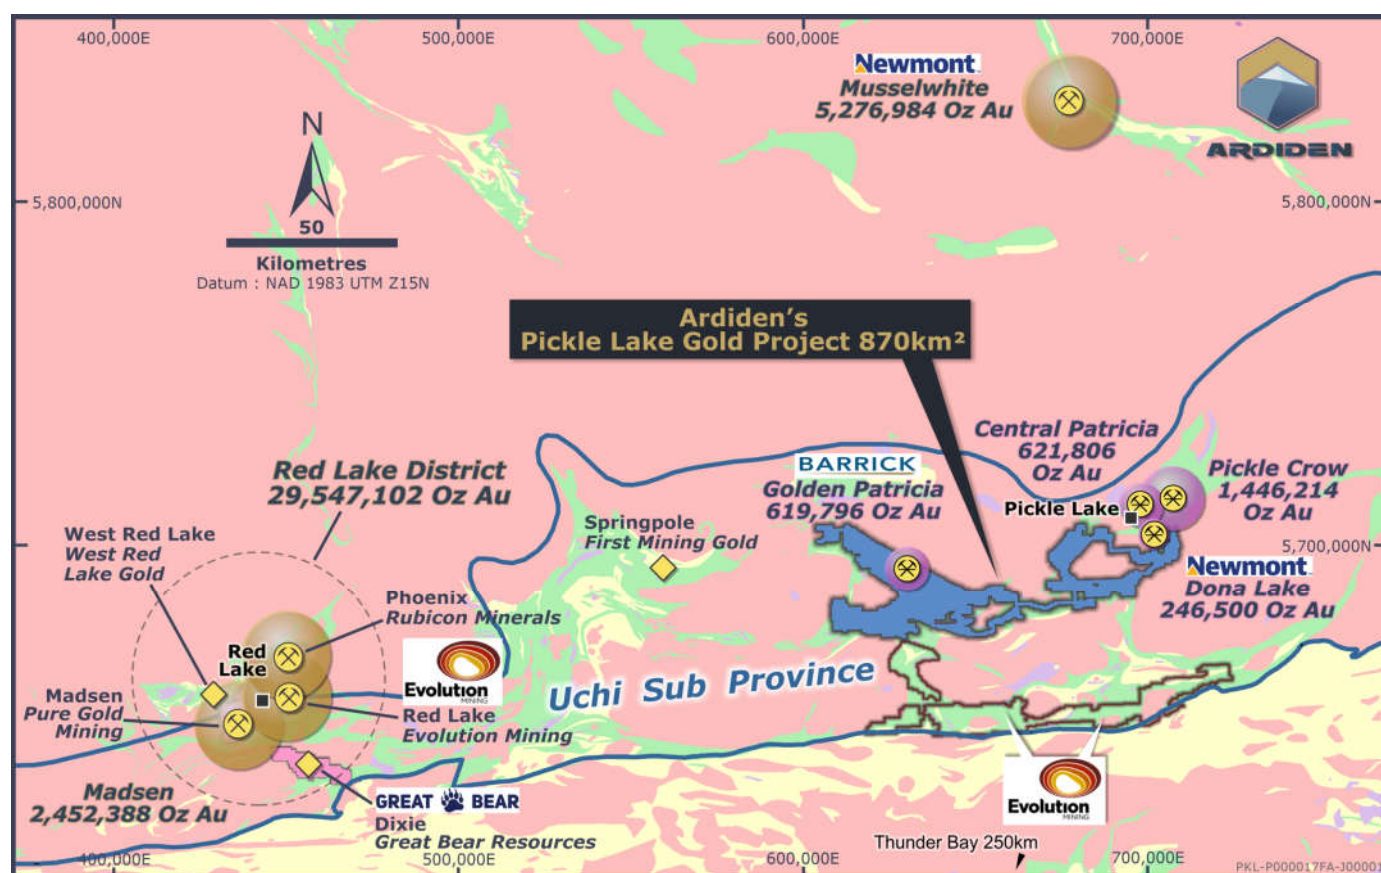 400,000E
500,000E
600,000E
700,000E
Newmont
Musselwhite
5,276,984 Oz Au
ARDIDEN
N
5,800,000N
5,800,000N
50
Kilometres
Datum : NAD 1983 UTM Z15N
Ardiden's
Pickle Lake Gold Project 870km²
Central Patricia
621,806
Oz Au
BARRICK
Golden Patricia
619,796 Oz Au
Pickle Crow
1,446,214
Oz Au
Pickle Lake
Red Lake District
29,547,102 Oz Au
Springpole
First Mining Gold
West Red Lake
West Red
Lake Gold
5,700,000N
Newmont
Dona Lake
246,500 Oz Au
Phoenix
Rubicon Minerals
Red
Lake
Evolution
MINING
Uchi Sub Province
Madsen
Pure Gold
Mining
Red Lake
Evolution Mining
Madsen
2,452,388 Oz Au
GREAT BEAR
Dixie
Great Bear Resources
Evolution
MINING
Thunder Bay 250km
400,000E
500,000E
600,000E
700,000E
PKL-P000017FA-J00001